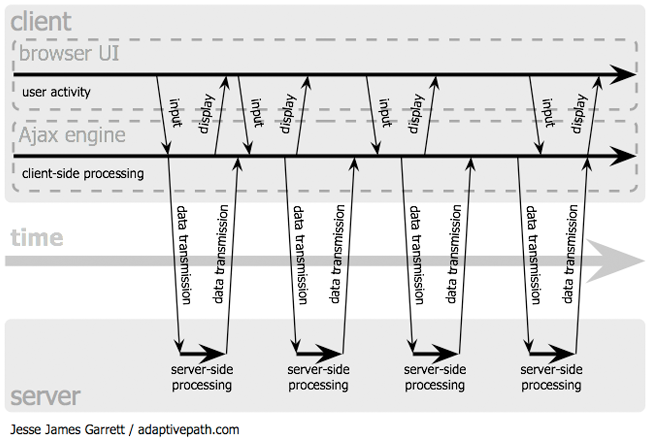 client
browser UI
user activity
input
display
input
display
input
display
input
display
Ajax engine
client-side processing
data transmission
data transmission
data transmission
data transmission
data transmission
data transmission
data transmission
data transmission
time
server-side
processing
server-side
processing
server-side
processing
server-side
processing
server
Jesse James Garrett / adaptivepath.com